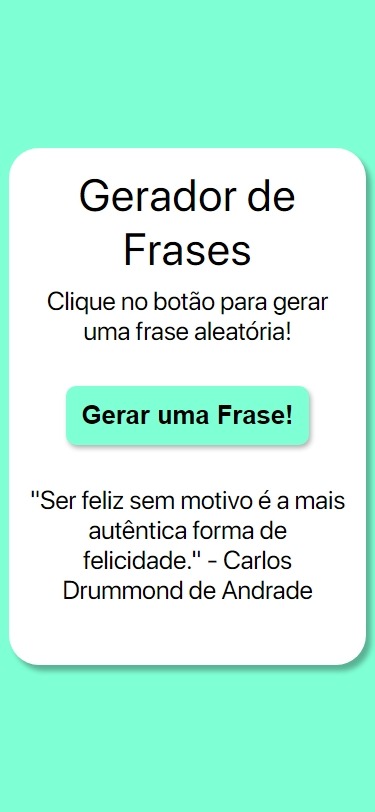 Gerador de
Frases
Clique no botão para gerar
uma frase aleatória!
Gerar uma Frase!
"Ser feliz sem motivo é a mais
autêntica forma de
felicidade." - Carlos
Drummond de Andrade